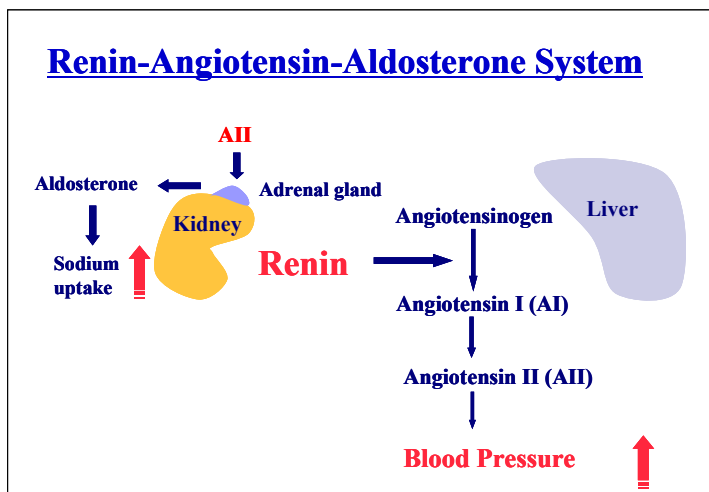 Renin-Angiotensin-Aldosterone System
AII
Aldosterone
Adrenal gland
Kidney
Sodium
uptake
Renin
Angiotensinogen
Liver
Angiotensin I (AI)
Angiotensin II (AII)
Blood Pressure